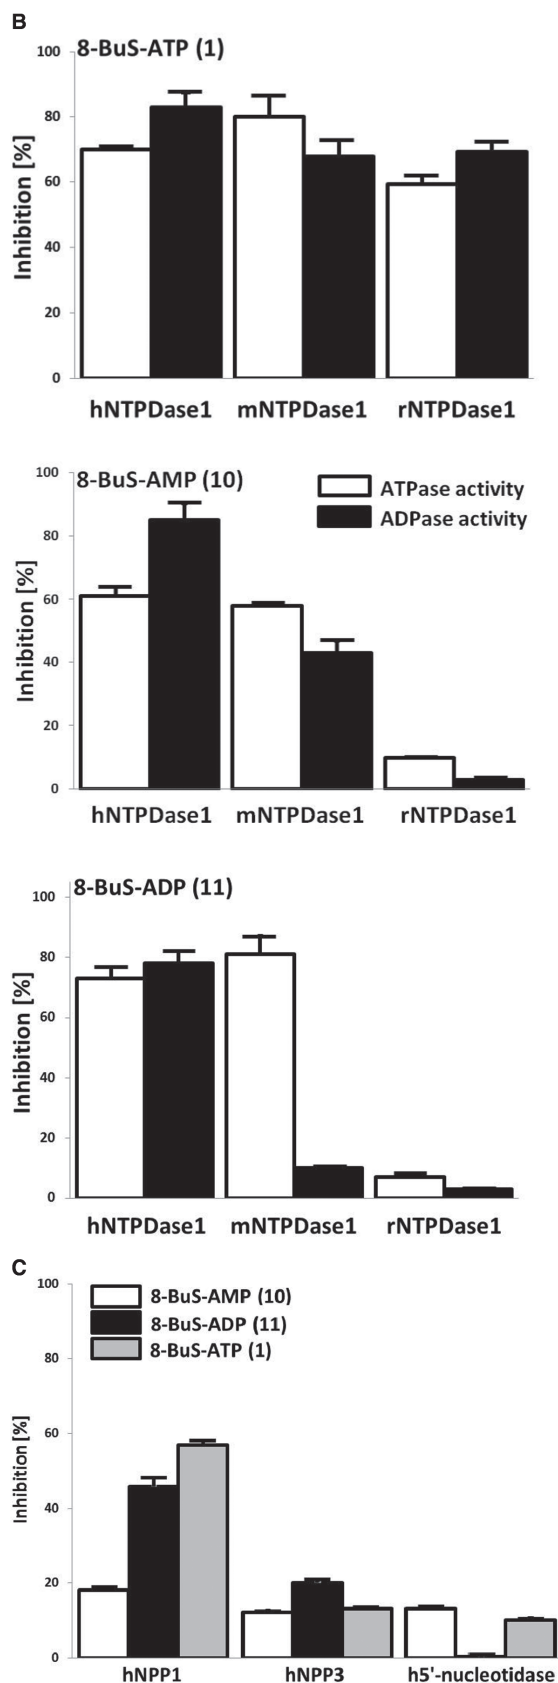 B
8-BuS-ATP (1)
100
80
60
40
20
0
Inhibition [%]
hNTPDase1 mNTPDase1 rNTPDase1
8-BuS-AMP (10)
ATPase activity
ADPase activity
100
80
60
40
20
0
Inhibition [%]
hNTPDase1 mNTPDase1 rNTPDase1
8-BuS-ADP (11)
100
80
60
40
20
0
Inhibition [%]
hNTPDase1 mNTPDase1 rNTPDase1
C
8-BuS-AMP (10)
8-BuS-ADP (11)
8-BuS-ATP (1)
100
80
60
40
20
0
Inhibition [%]
hNPP1 hNPP3 h5'-nucleotidase